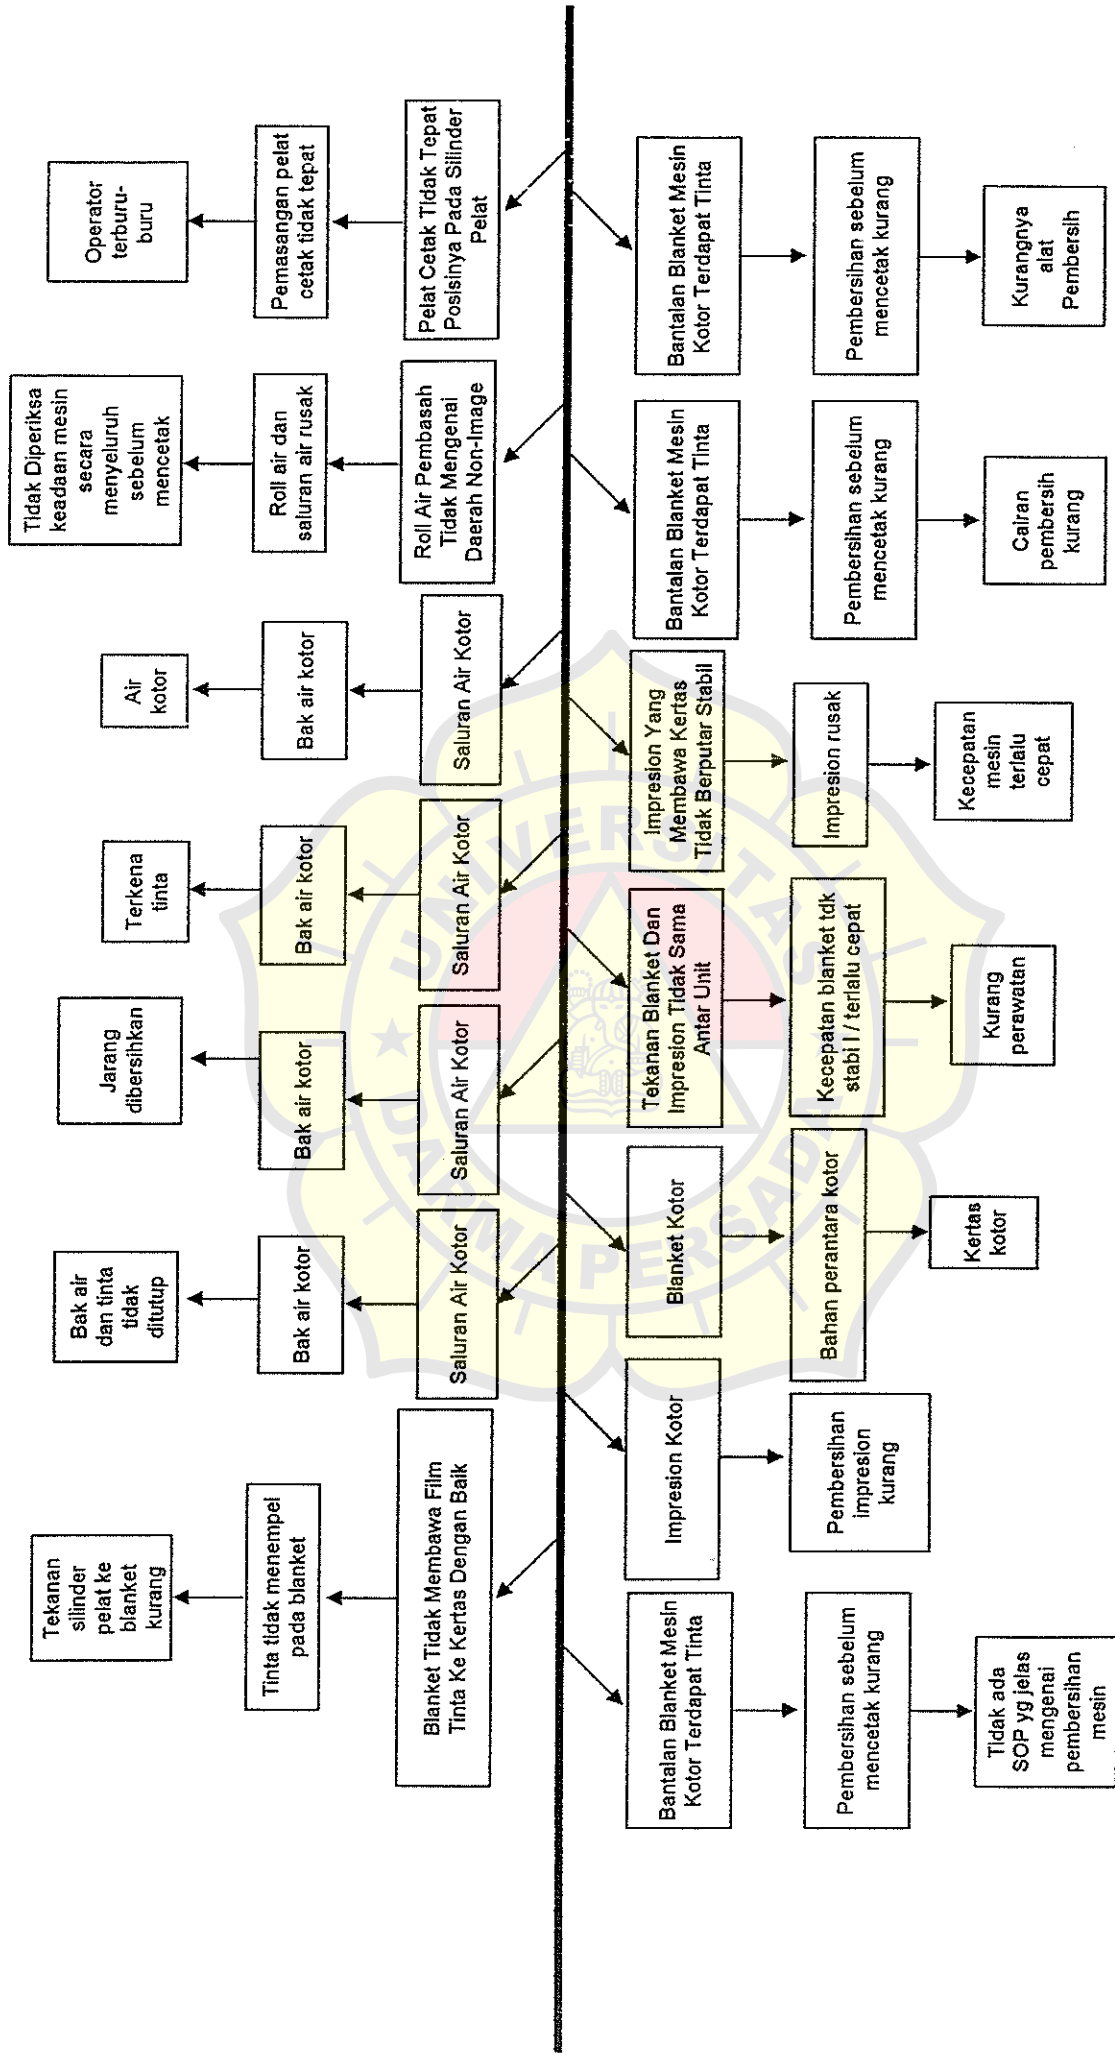 Tekanan
silinder
pelat ke
blanket
kurang
Tinta tidak menempel
pada blanket
Blanket Tidak Membawa Film
Tinta Ke Kertas Dengan Baik
Bak air
dan tinta
tidak
ditutup
Bak air kotor
Saluran Air Kotor
Jarang
dibersihkan
Bak air kotor
Saluran Air Kotor
Terkena
tinta
Bak air kotor
Saluran Air Kotor
Air
kotor
Bak air kotor
Saluran Air Kotor
TIdak Diperiksa
keadaan mesin
secara
menyeluruh
sebelum
mencetak
Roll air dan
saluran air rusak
Roll Air Pembasah
Tidak Mengenai
Daerah Non-Image
Operator
terburu-
buru
Pemasangan pelat
cetak tidak tepat
Pelat Cetak Tidak Tepat
Posisinya Pada Silinder
Pelat
Bantalan Blanket Mesin
Kotor Terdapat Tinta
Pembersihan sebelum
mencetak kurang
Tidak ada
SOP yg jelas
mengenai
pembersihan
mesin
Impresion Kotor
Pembersihan
impresion
kurang
Blanket Kotor
Bahan perantara kotor
Kertas
kotor
Tekanan Blanket Dan
Impresion Tidak Sama
Antar Unit
Kecepatan blanket tdk
stabi l / terlalu cepat
Kurang
perawatan
Impresion Yang
Membawa Kertas
Tidak Berputar Stabil
Impresion rusak
Kecepatan
mesin
terlalu
cepat
Bantalan Blanket Mesin
Kotor Terdapat Tinta
Pembersihan sebelum
mencetak kurang
Cairan
pembersih
kurang
Bantalan Blanket Mesin
Kotor Terdapat Tinta
Pembersihan sebelum
mencetak kurang
Kurangnya
alat
Pembersih
UNIVERSITAS
DARMA PERSADA